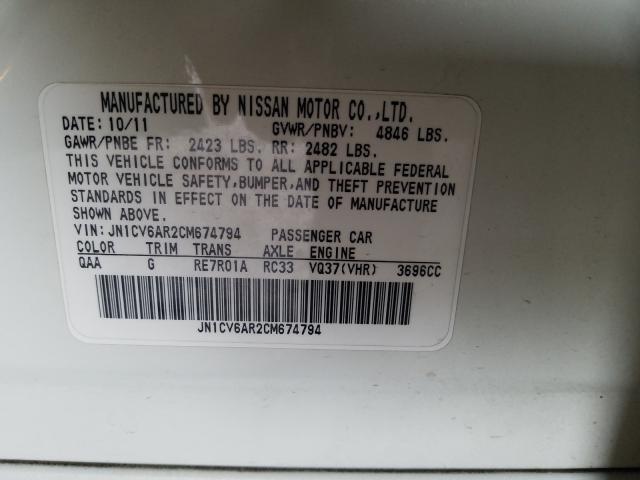 MANUFACTURED BY NISSAN MOTOR CO.,LTD.
DATE: 10/11 GVWR/PNBV: 4846 LBS.
GAWR/PNBE FR: 2423 LBS. RR: 2482 LBS.
THIS VEHICLE CONFORMS TO ALL APPLICABLE FEDERAL
MOTOR VEHICLE SAFETY,BUMPER,AND THEFT PREVENTION
STANDARDS IN EFFECT ON THE DATE OF MANUFACTURE
SHOWN ABOVE.
VIN: JN1CV6AR2CM674794 PASSENGER CAR
COLOR TRIM TRANS AXLE ENGINE
QAA G RE7R01A RC33 VQ37(VHR) 3696CC
JN1CV6AR2CM674794